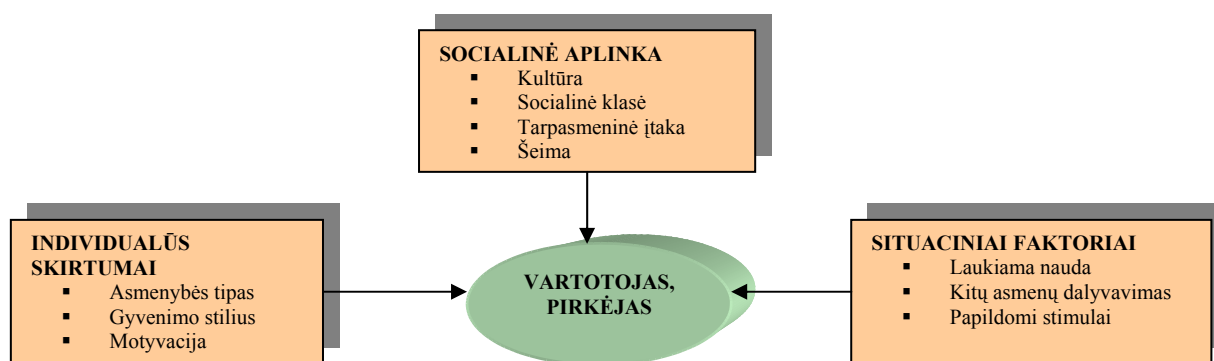 SOCIALINĖ APLINKA
▪ Kultūra
▪ Socialinė klasė
▪ Tarpasmeninė įtaka
▪ Šeima
INDIVIDUALŪS
SKIRTUMAI
▪ Asmenybės tipas
▪ Gyvenimo stilius
▪ Motyvacija
VARTOTOJAS,
PIRKĖJAS
SITUACINIAI FAKTORIAI
▪ Laukiama nauda
▪ Kitų asmenų dalyvavimas
▪ Papildomi stimulai